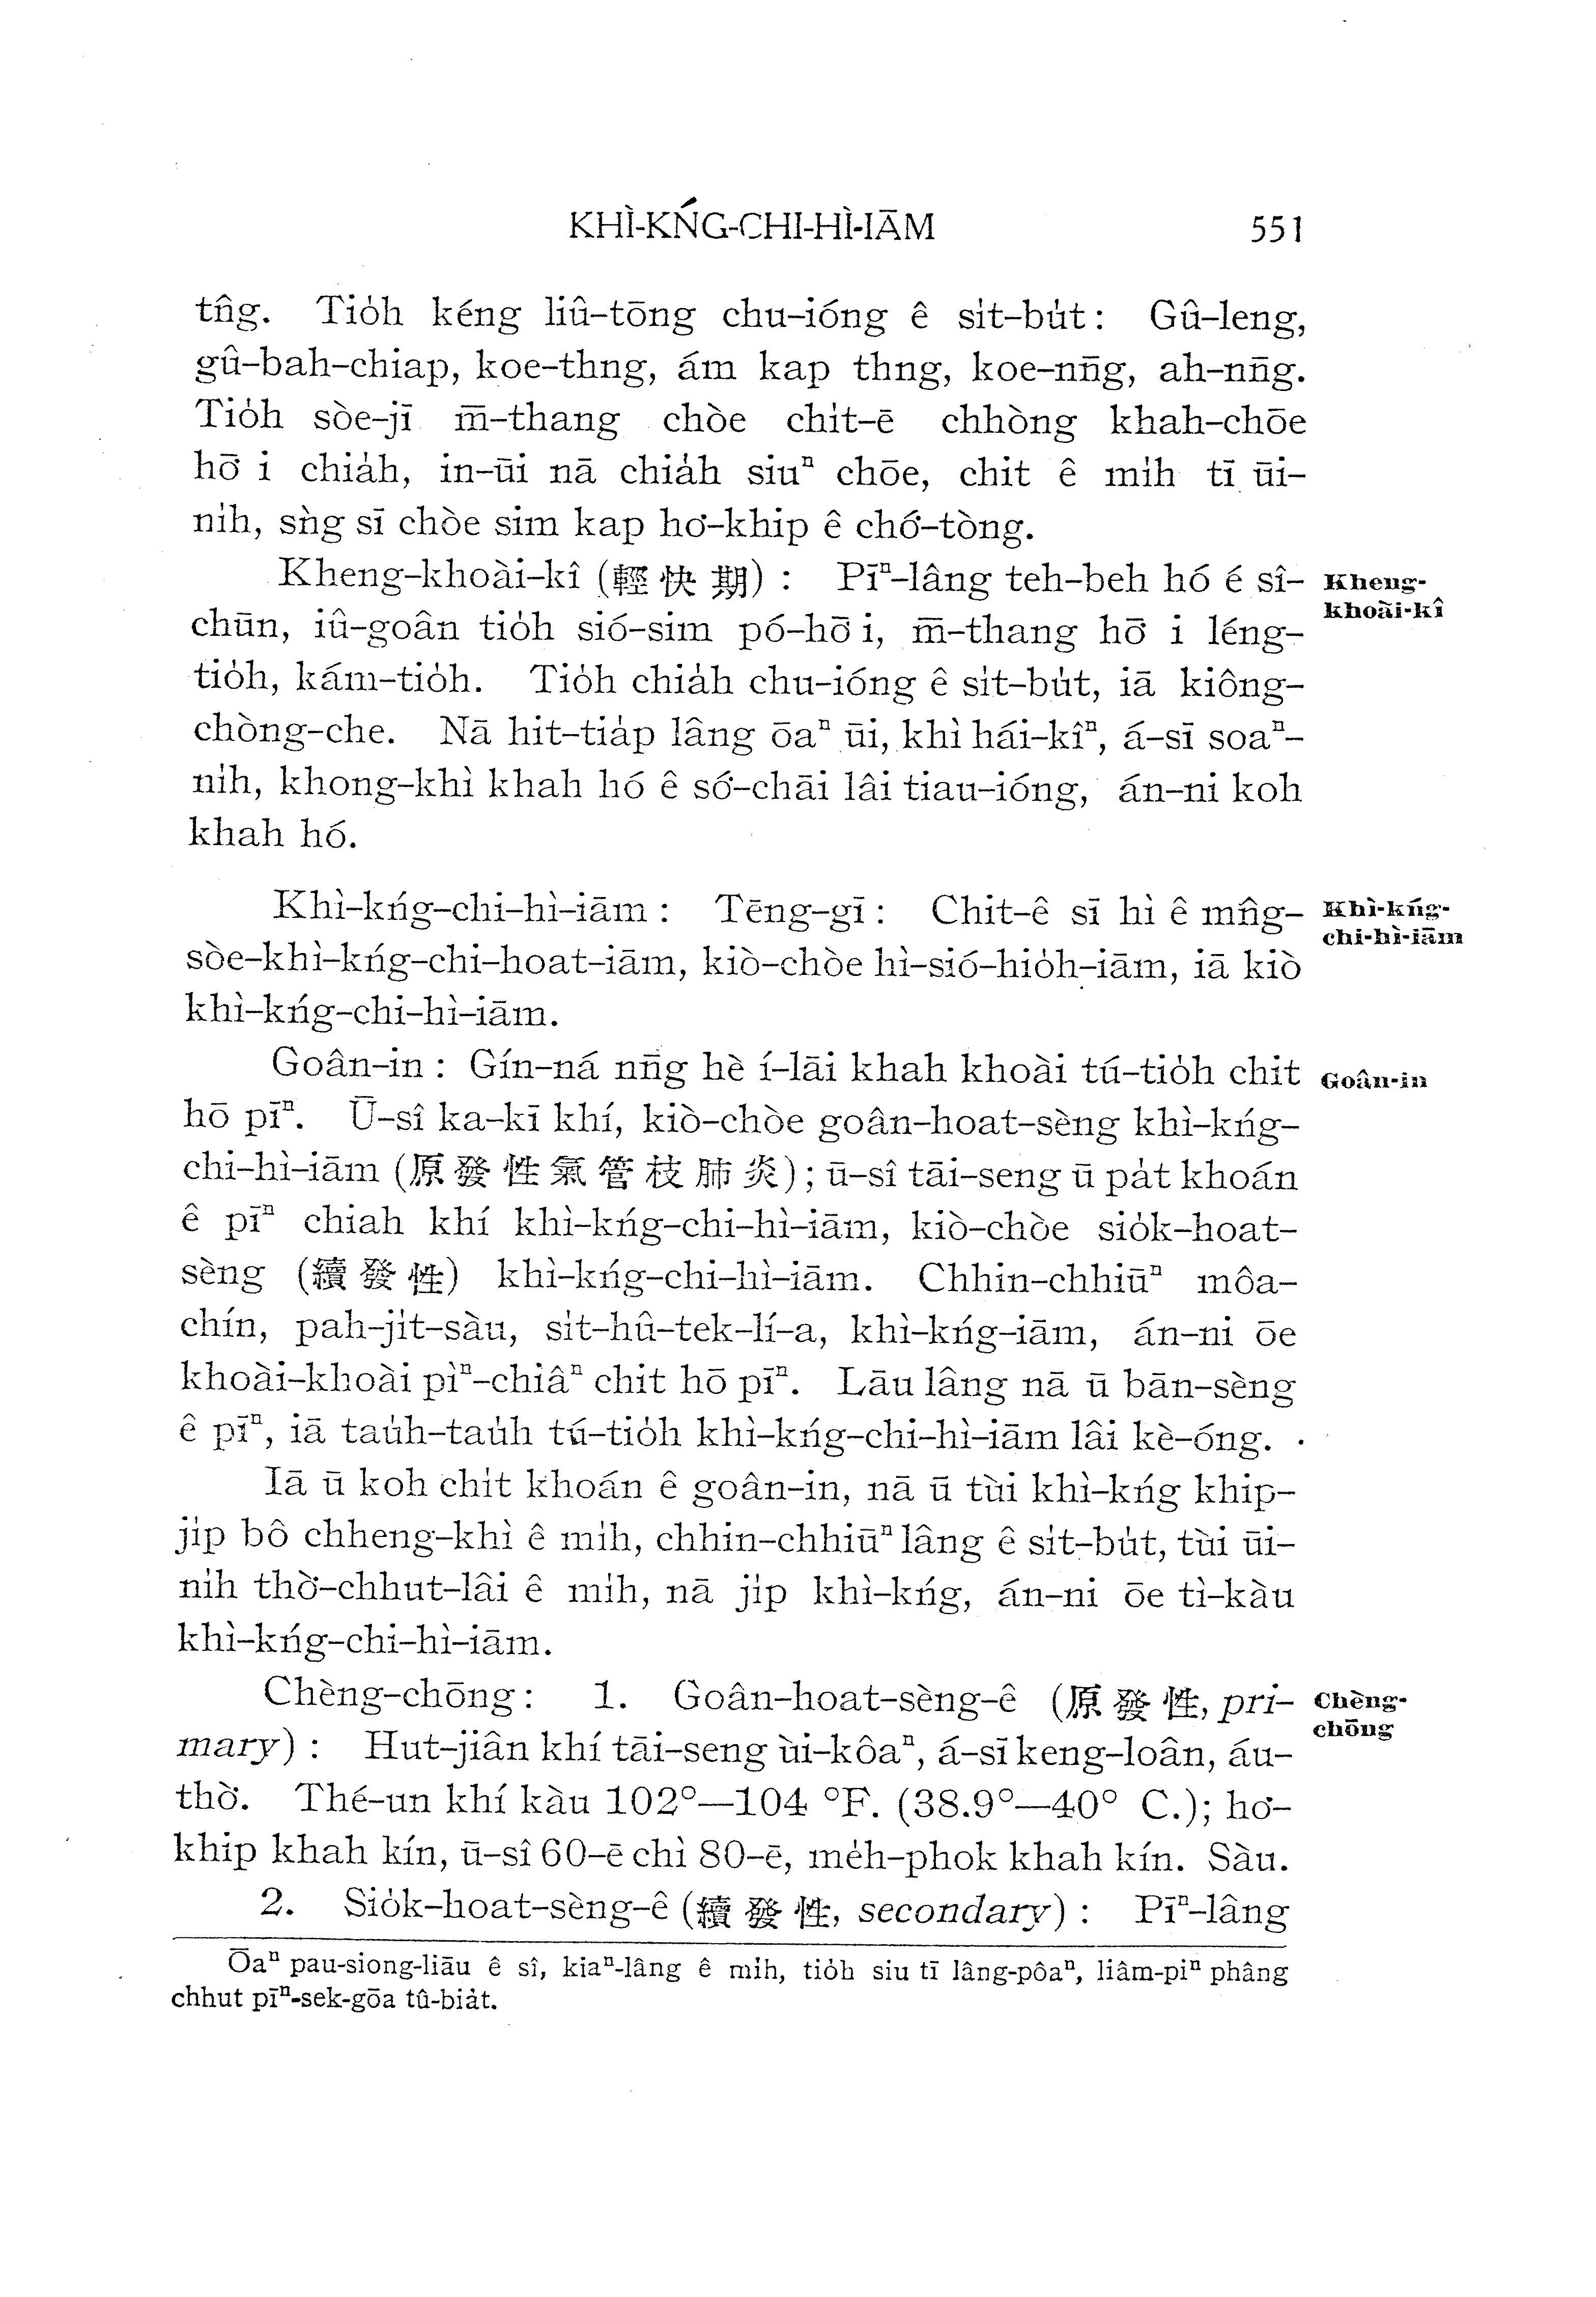 KHÌ-KŃG-CHI-HÌ-IĀM 551
tn̂g. Tio̍h kéng liû-tōng chu-ióng ê si̍t-bu̍t: Gû-leng,
gû-bah-chiap, koe-thng, ám kap thng, koe-nn̄g, ah-nn̄g.
Tio̍h sòe-jī m̄-thang chòe chi̍t-ē chhòng khah-chōe
hō͘ i chia̍h, in-ūi nā chia̍h siuⁿ chōe, chit ê mi̍h tī ūi-
ni̍h, sǹg sī chòe sim kap ho͘-khip ê chó͘-tòng.
Kheng-khoài-kî (輕快期): Pīⁿ-lâng teh-beh hó é sî-
chūn, iû-goân tio̍h sió-sim pó-hō͘ i, m̄-thang hō͘ i léng-
tio̍h, kám-tio̍h. Tio̍h chia̍h chu-ióng ê si̍t-bu̍t, iā kiông-
chòng-che. Nā hit-tia̍p lâng ōaⁿ ūi, khì hái-kîⁿ, á-sī soaⁿ-
ni̍h, khong-khì khah hó ê só͘-chāi lâi tiau-ióng, án-ni koh
khah hó.
Khì-kńg-chi-hì-iām: Tēng-gī: Chit-ê sī hì ê mn̂g-
sòe-khì-kńg-chi-hoat-iām, kiò-chòe hì-sió-hio̍h-iām, iā kiò
khì-kńg-chi-hì-iām.
Goân-in: Gín-ná nn̄g hè í-lāi khah khoài tú-tio̍h chit
hō pīⁿ. Ū-sî ka-kī khí, kiò-chòe goân-hoat-sèng khì-kńg-
chi-hì-iām (原發性氣管枝肺炎); ū-sî tāi-seng ū pa̍t khoán
ê pīⁿ chiah khí khì-kńg-chi-hì-iām, kiò-chòe sio̍k-hoat-
sèng (續發性) khì-kńg-chi-hì-iām. Chhin-chhiūⁿ môa-
chín, pah-ji̍t-sàu, si̍t-hû-tek-lí-a, khì-kńg-iām, án-ni ōe
khoài-khoài pìⁿ-chiâⁿ chit hō pīⁿ. Lāu lâng nā ū bān-sèng
ê pīⁿ, iā ta̍uh-ta̍uh tú-tio̍h khì-kńg-chi-hì-iām lâi kè-óng.
Iā ū koh chi̍t khoán ê goân-in, nā ū tùi khì-kńg khip-
ji̍p bô chheng-khì ê mi̍h, chhin-chhiūⁿ lâng ê si̍t-bu̍t, tùi ūi-
ni̍h thò͘-chhut-lâi ê mi̍h, nā ji̍p khì-kńg, án-ni ōe tì-kàu
khì-kńg-chi-hì-iām.
Chèng-chōng: 1. Goân-hoat-sèng-ê (原發性, pri-
mary): Hut-jiân khí tāi-seng ùi-kôaⁿ, á-sī keng-loân, áu-
thò͘. Thé-un khí kàu 102°—104 °F. (38.9°—40° C.); ho͘-
khip khah kín, ū-sî 60-ē chì 80-ē, me̍h-phok khah kín. Sàu.
2. Sio̍k-hoat-sèng-ê (續發性, secondary): Pīⁿ-lâng
Ōaⁿ pau-siong-liāu ê sî, kiaⁿ-lâng ê mi̍h, tio̍h siu tī lâng-pôaⁿ, liâm-piⁿ phâng
chhut pīⁿ-sek-gōa tû-bia̍t.
Kheng-
khoài-kî
Khì-kńg-
chi-hì-iām
Goân-in
Chèng-
chōng